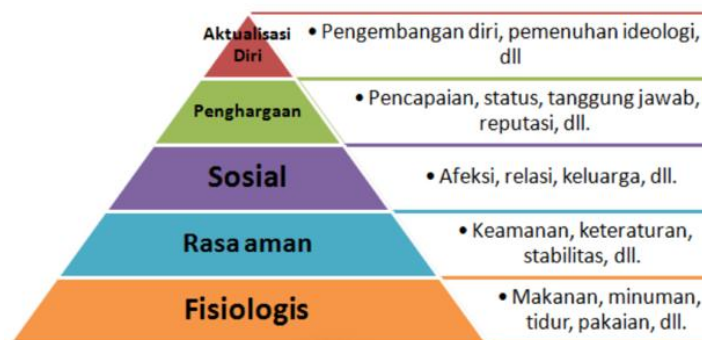 Aktualisasi
Diri
• Pengembangan diri, pemenuhan ideologi,
dll
Penghargaan
• Pencapaian, status, tanggung jawab,
reputasi, dll.
Sosial
• Afeksi, relasi, keluarga, dll.
Rasa aman
• Keamanan, keteraturan,
stabilitas, dll.
Fisiologis
• Makanan, minuman,
tidur, pakaian, dll.